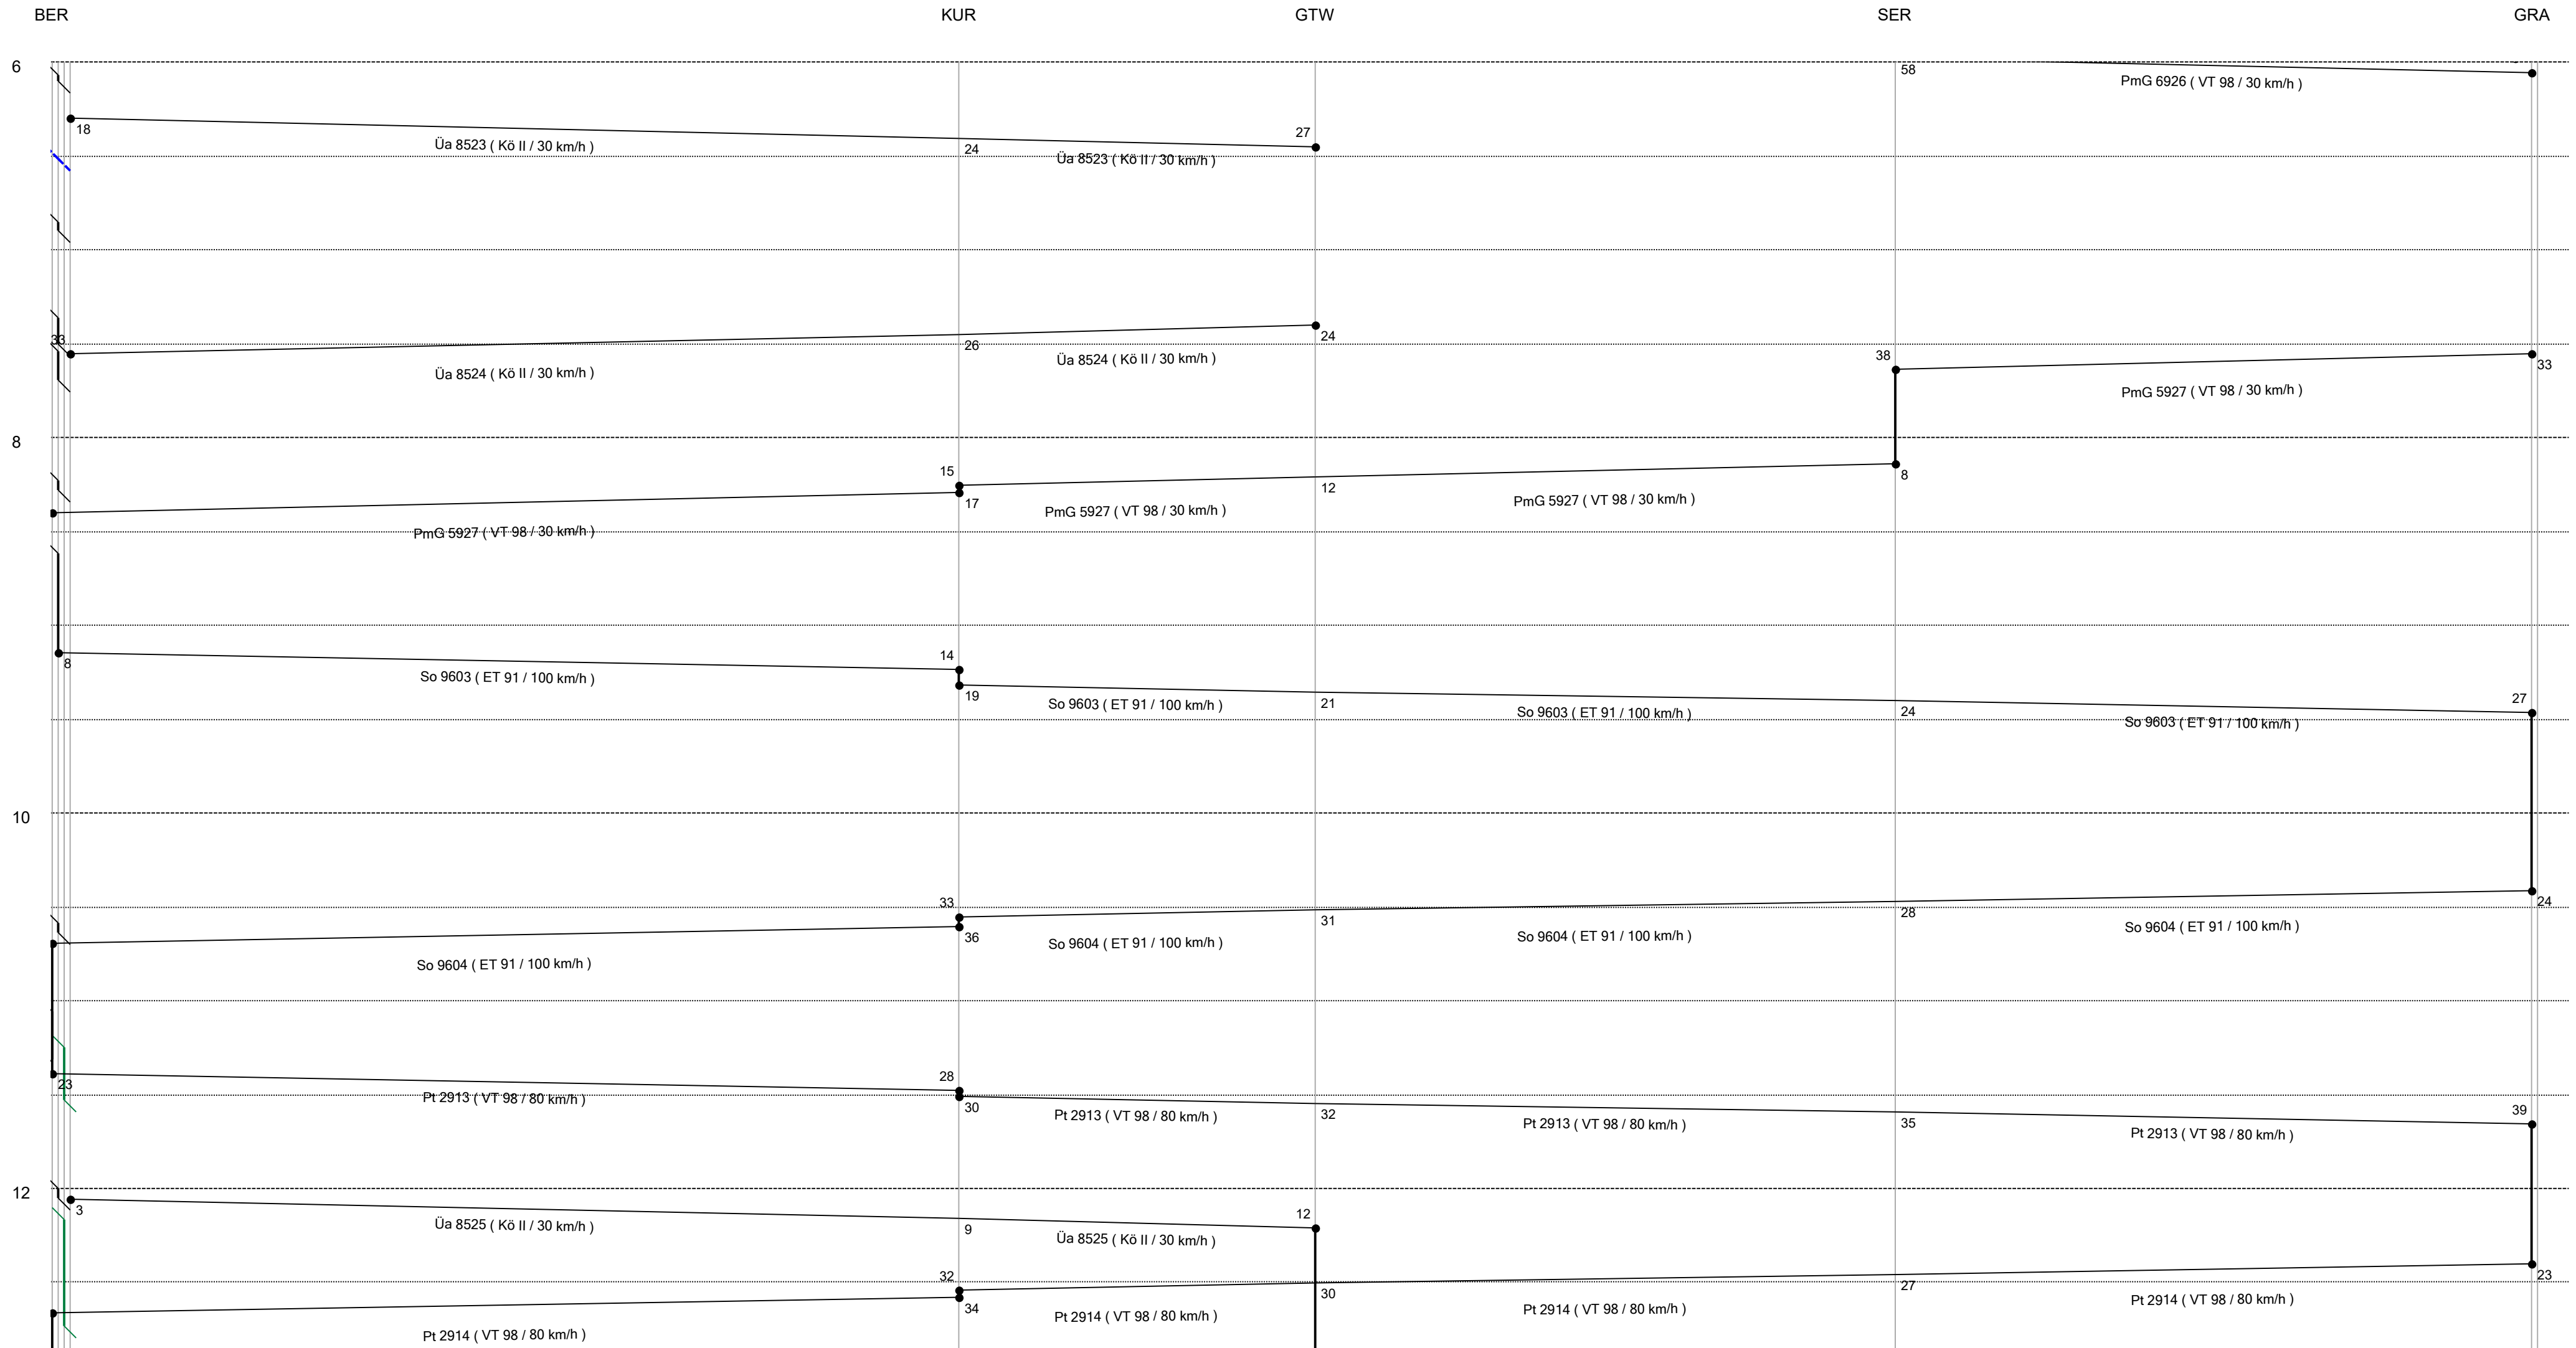 BER KUR GTW SER GRA
6
58
PmG 6926 ( VT 98 / 30 km/h )
18
27
Üa 8523 ( Kö II / 30 km/h )
24
Üa 8523 ( Kö II / 30 km/h )
33
24
26
38
Üa 8524 ( Kö II / 30 km/h )
33
Üa 8524 ( Kö II / 30 km/h )
PmG 5927 ( VT 98 / 30 km/h )
8
15
8
12
17
PmG 5927 ( VT 98 / 30 km/h )
PmG 5927 ( VT 98 / 30 km/h )
PmG 5927 ( VT 98 / 30 km/h )
14
8
So 9603 ( ET 91 / 100 km/h )
19
27
21
So 9603 ( ET 91 / 100 km/h )
24
So 9603 ( ET 91 / 100 km/h )
So 9603 ( ET 91 / 100 km/h )
10
33
24
28
31
36
So 9604 ( ET 91 / 100 km/h )
So 9604 ( ET 91 / 100 km/h )
So 9604 ( ET 91 / 100 km/h )
So 9604 ( ET 91 / 100 km/h )
28
23
Pt 2913 ( VT 98 / 80 km/h )
30
39
32
Pt 2913 ( VT 98 / 80 km/h )
35
Pt 2913 ( VT 98 / 80 km/h )
Pt 2913 ( VT 98 / 80 km/h )
12
3
12
Üa 8525 ( Kö II / 30 km/h )
9
Üa 8525 ( Kö II / 30 km/h )
32
23
27
30
34
Pt 2914 ( VT 98 / 80 km/h )
Pt 2914 ( VT 98 / 80 km/h )
Pt 2914 ( VT 98 / 80 km/h )
Pt 2914 ( VT 98 / 80 km/h )